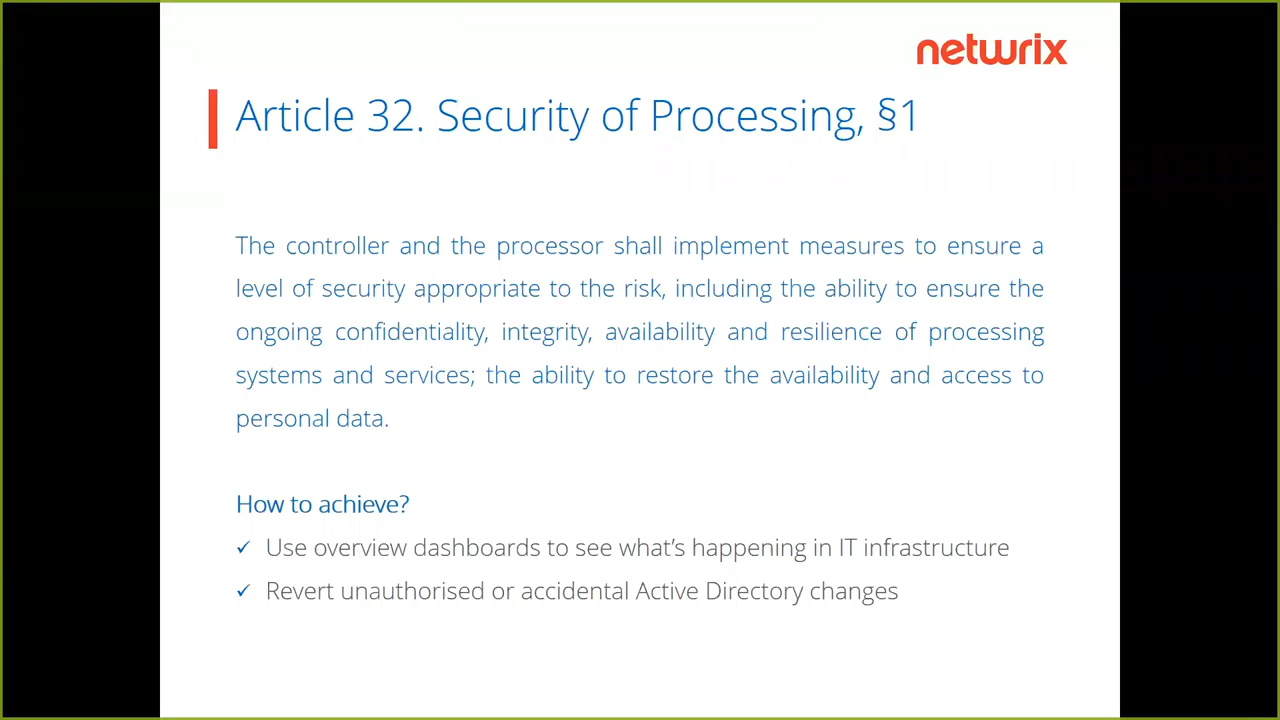 netwrix
Article 32. Security of Processing, §1
The controller and the processor shall implement measures to ensure a
level of security appropriate to the risk, including the ability to ensure the
ongoing confidentiality, integrity, availability and resilience of processing
systems and services; the ability to restore the availability and access to
personal data.
How to achieve?
✓ Use overview dashboards to see what's happening in IT infrastructure
✓ Revert unauthorised or accidental Active Directory changes